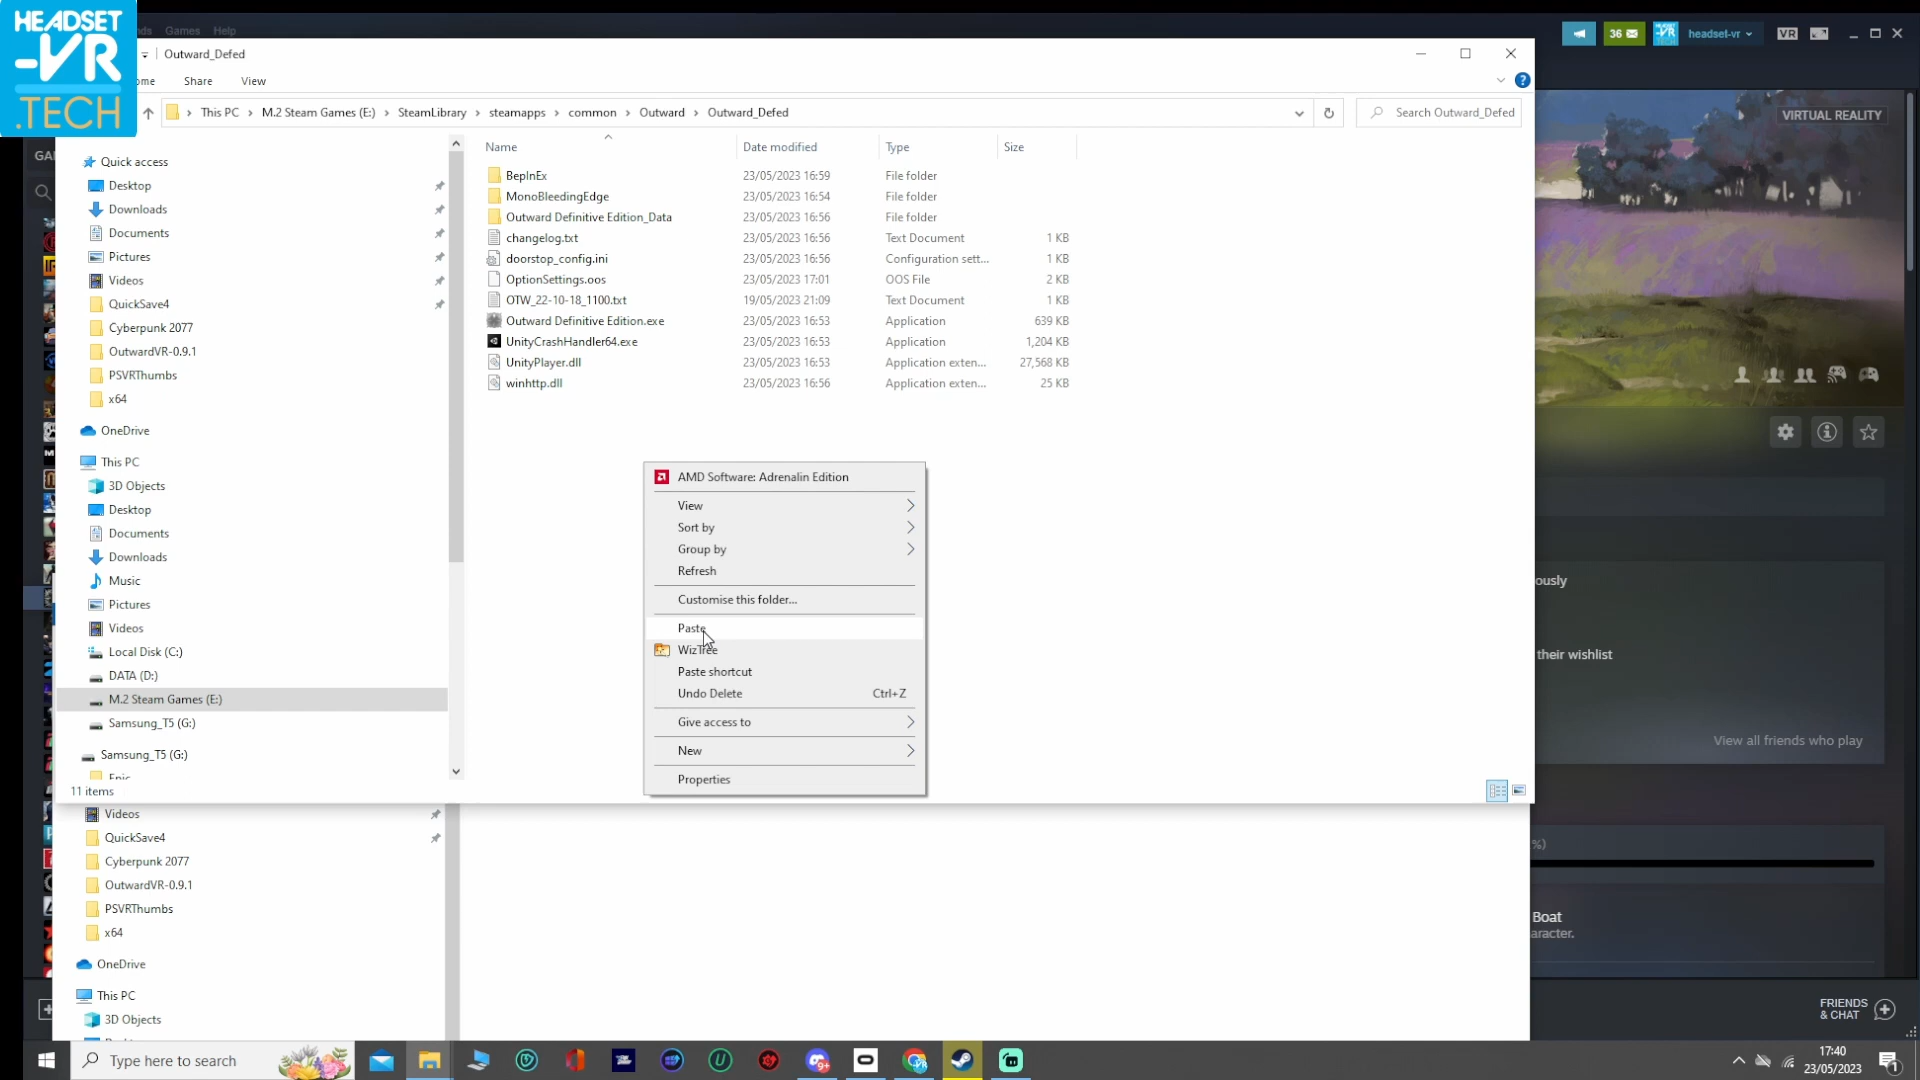 HEADSET
-VR
.TECH
Games Help
36
headset-vr
VR
Outward_Defed
Share View
This PC > M.2 Steam Games (E:) > SteamLibrary > steamapps > common > Outward > Outward_Defed
Search Outward_Defed
VIRTUAL REALITY
Name Date modified Type Size
Quick access
Desktop
Downloads
Documents
Pictures
Videos
QuickSave4
Cyberpunk 2077
OutwardVR-0.9.1
PSVRThumbs
x64
OneDrive
This PC
3D Objects
Desktop
Documents
Downloads
Music
Pictures
Videos
Local Disk (C:)
DATA (D:)
M.2 Steam Games (E:)
Samsung_T5 (G:)
Samsung_T5 (G:)
Epic
11 items
BepInEx 23/05/2023 16:59 File folder
MonoBleedingEdge 23/05/2023 16:54 File folder
Outward Definitive Edition_Data 23/05/2023 16:56 File folder
changelog.txt 23/05/2023 16:56 Text Document 1 KB
doorstop_config.ini 23/05/2023 16:56 Configuration sett... 1 KB
OptionSettings.oos 23/05/2023 17:01 OOS File 2 KB
OTW_22-10-18_1100.txt 19/05/2023 21:09 Text Document 1 KB
Outward Definitive Edition.exe 23/05/2023 16:53 Application 639 KB
UnityCrashHandler64.exe 23/05/2023 16:53 Application 1,204 KB
UnityPlayer.dll 23/05/2023 16:53 Application exten... 27,568 KB
winhttp.dll 23/05/2023 16:56 Application exten... 25 KB
AMD Software: Adrenalin Edition
View
Sort by
Group by
Refresh
Customise this folder...
Paste
WizTree
Paste shortcut
Undo Delete Ctrl+Z
Give access to
New
Properties
ously
their wishlist
View all friends who play
%)
Boat
aracter.
Videos
QuickSave4
Cyberpunk 2077
OutwardVR-0.9.1
PSVRThumbs
x64
OneDrive
This PC
3D Objects
FRIENDS
& CHAT
Type here to search
17:40
23/05/2023